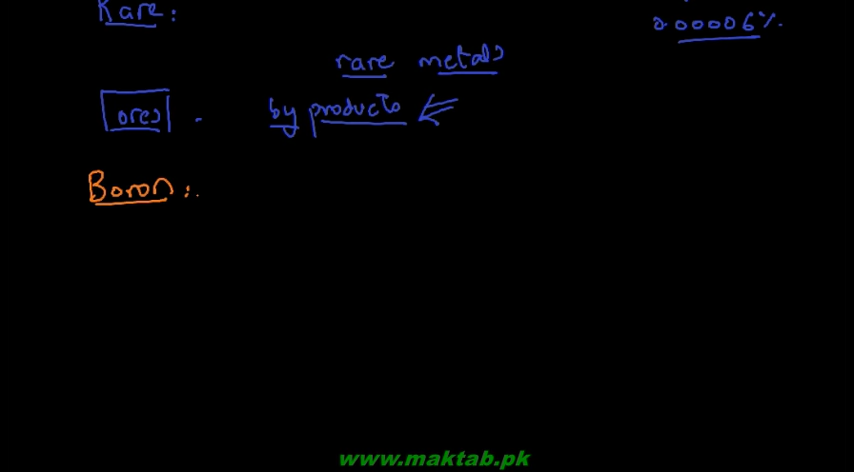 Rare:
0.00006%.
rare metals
ores - by products
Boron:.
www.maktab.pk